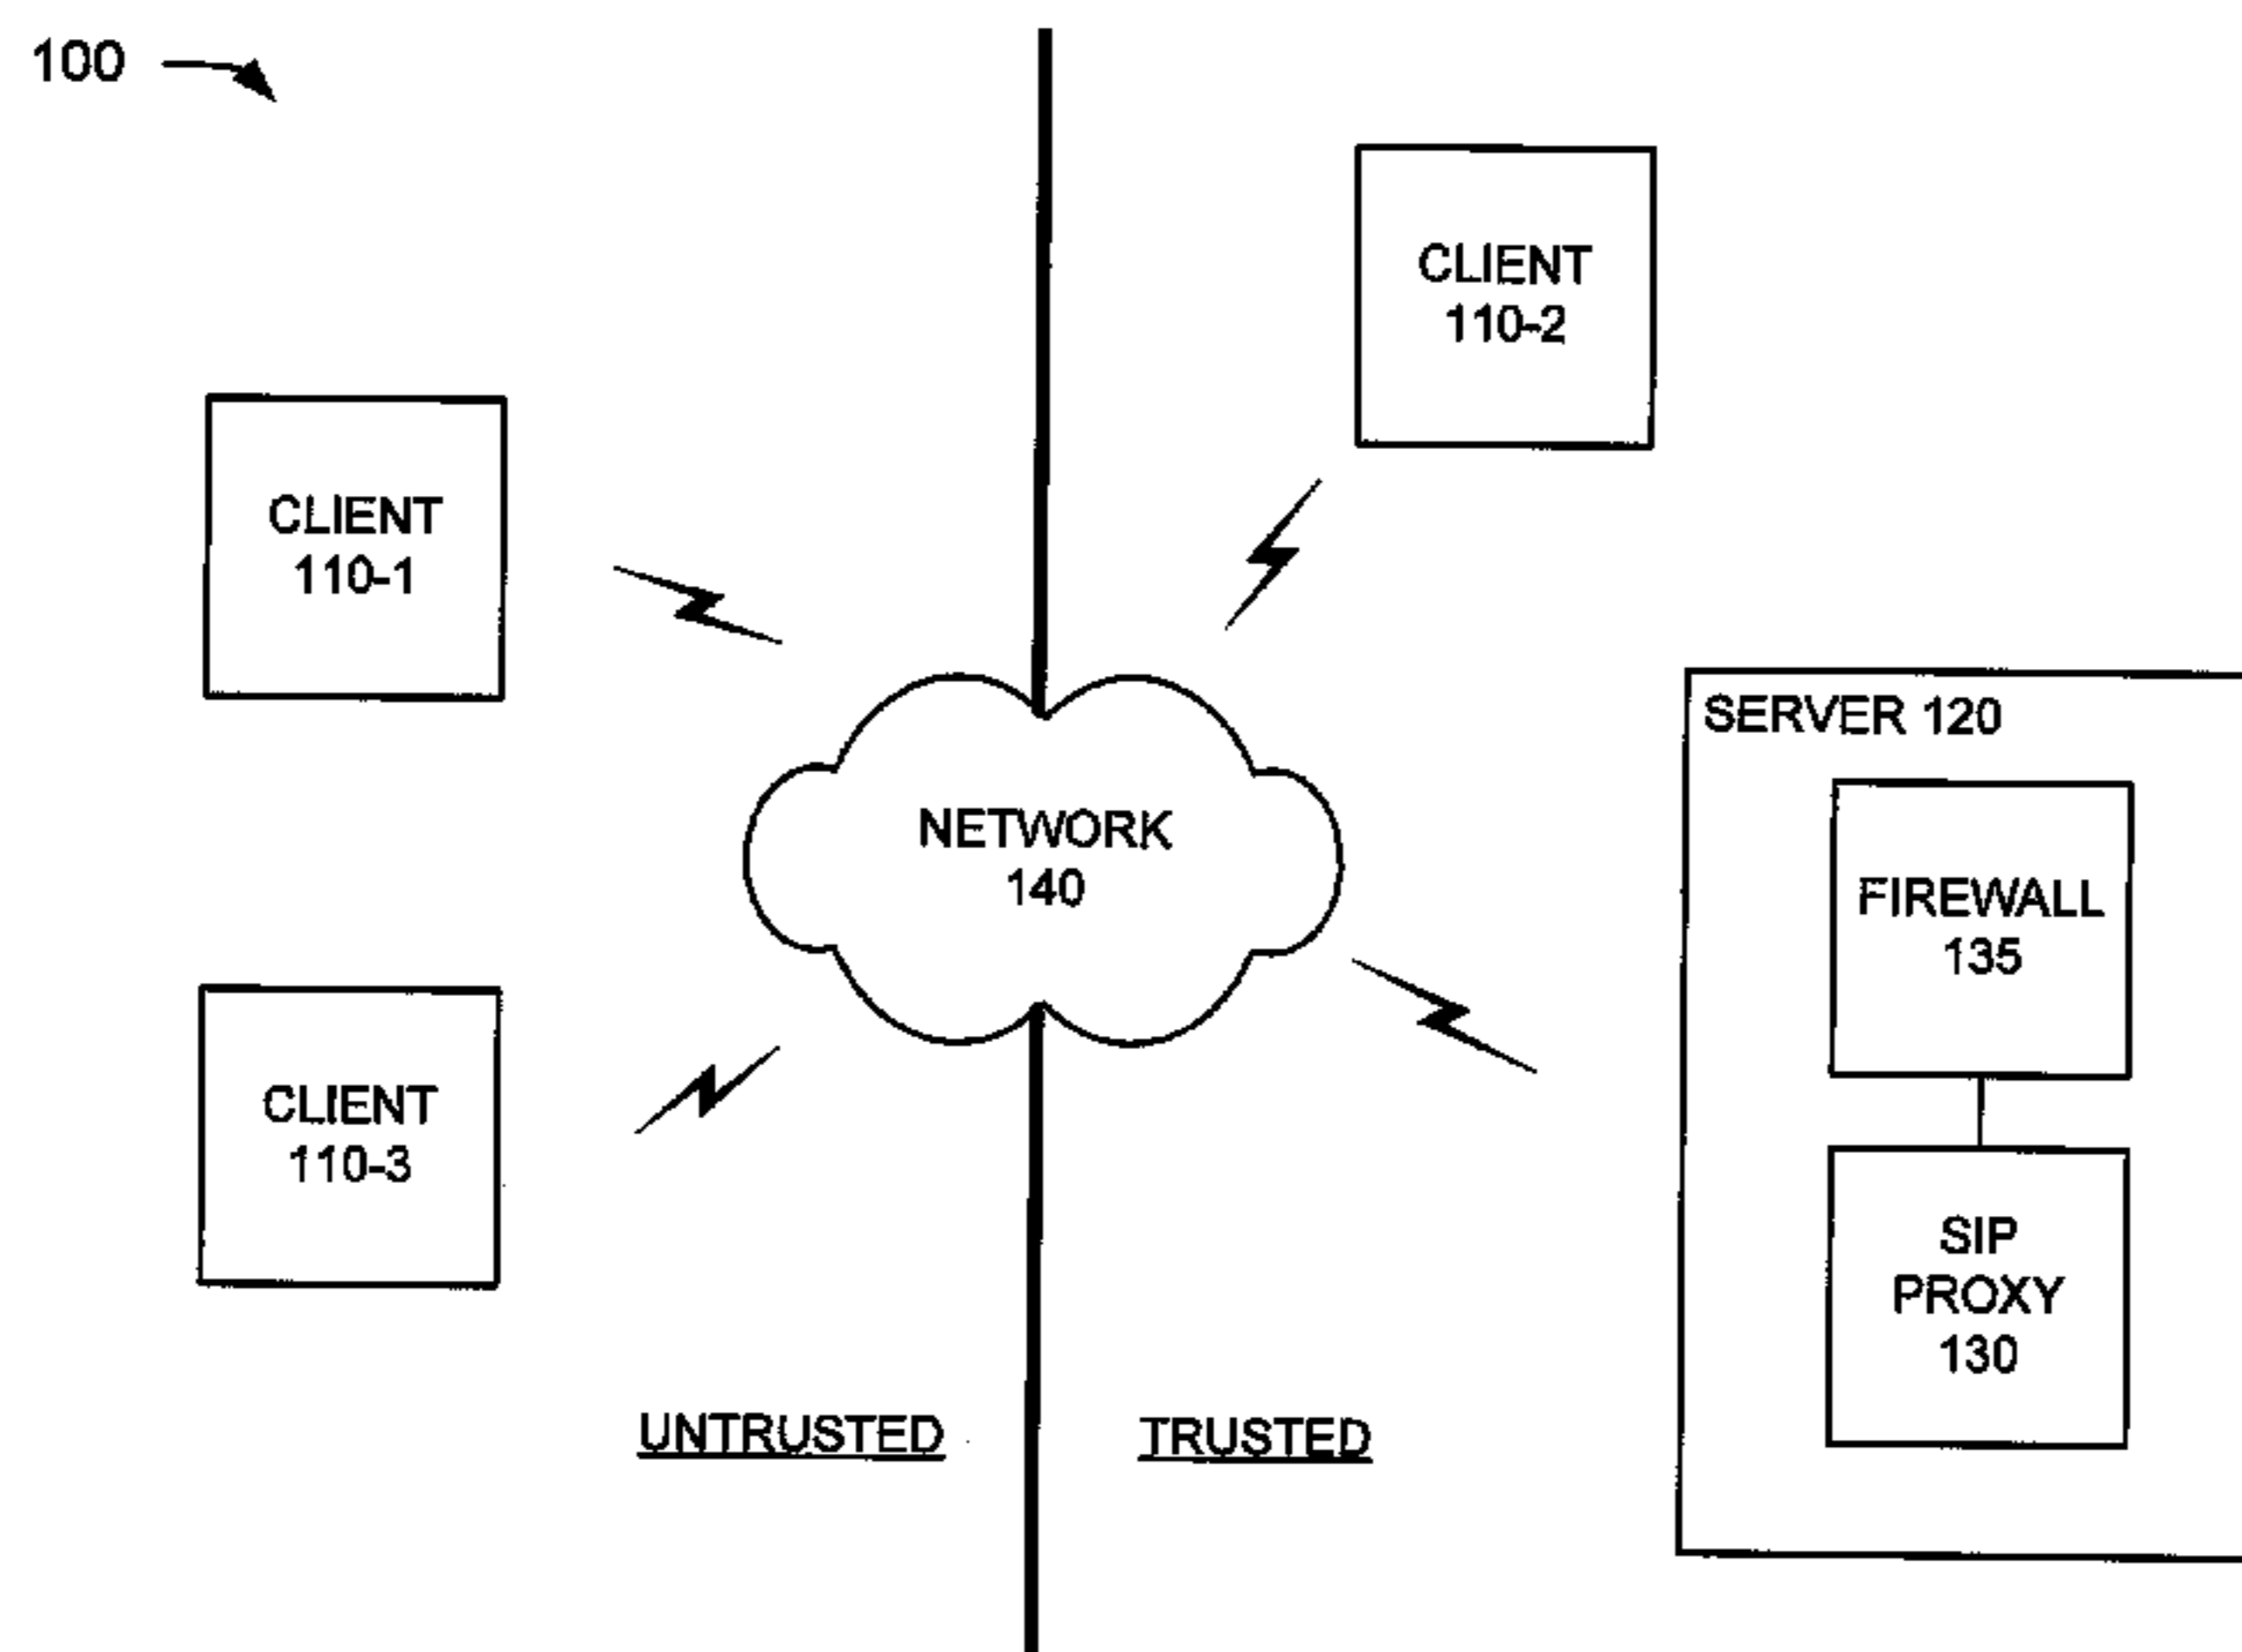 100
CLIENT
110-2
CLIENT
110-1
SERVER 120
NETWORK
140
FIREWALL
135
CLIENT
110-3
SIP
PROXY
130
UNTRUSTED
TRUSTED